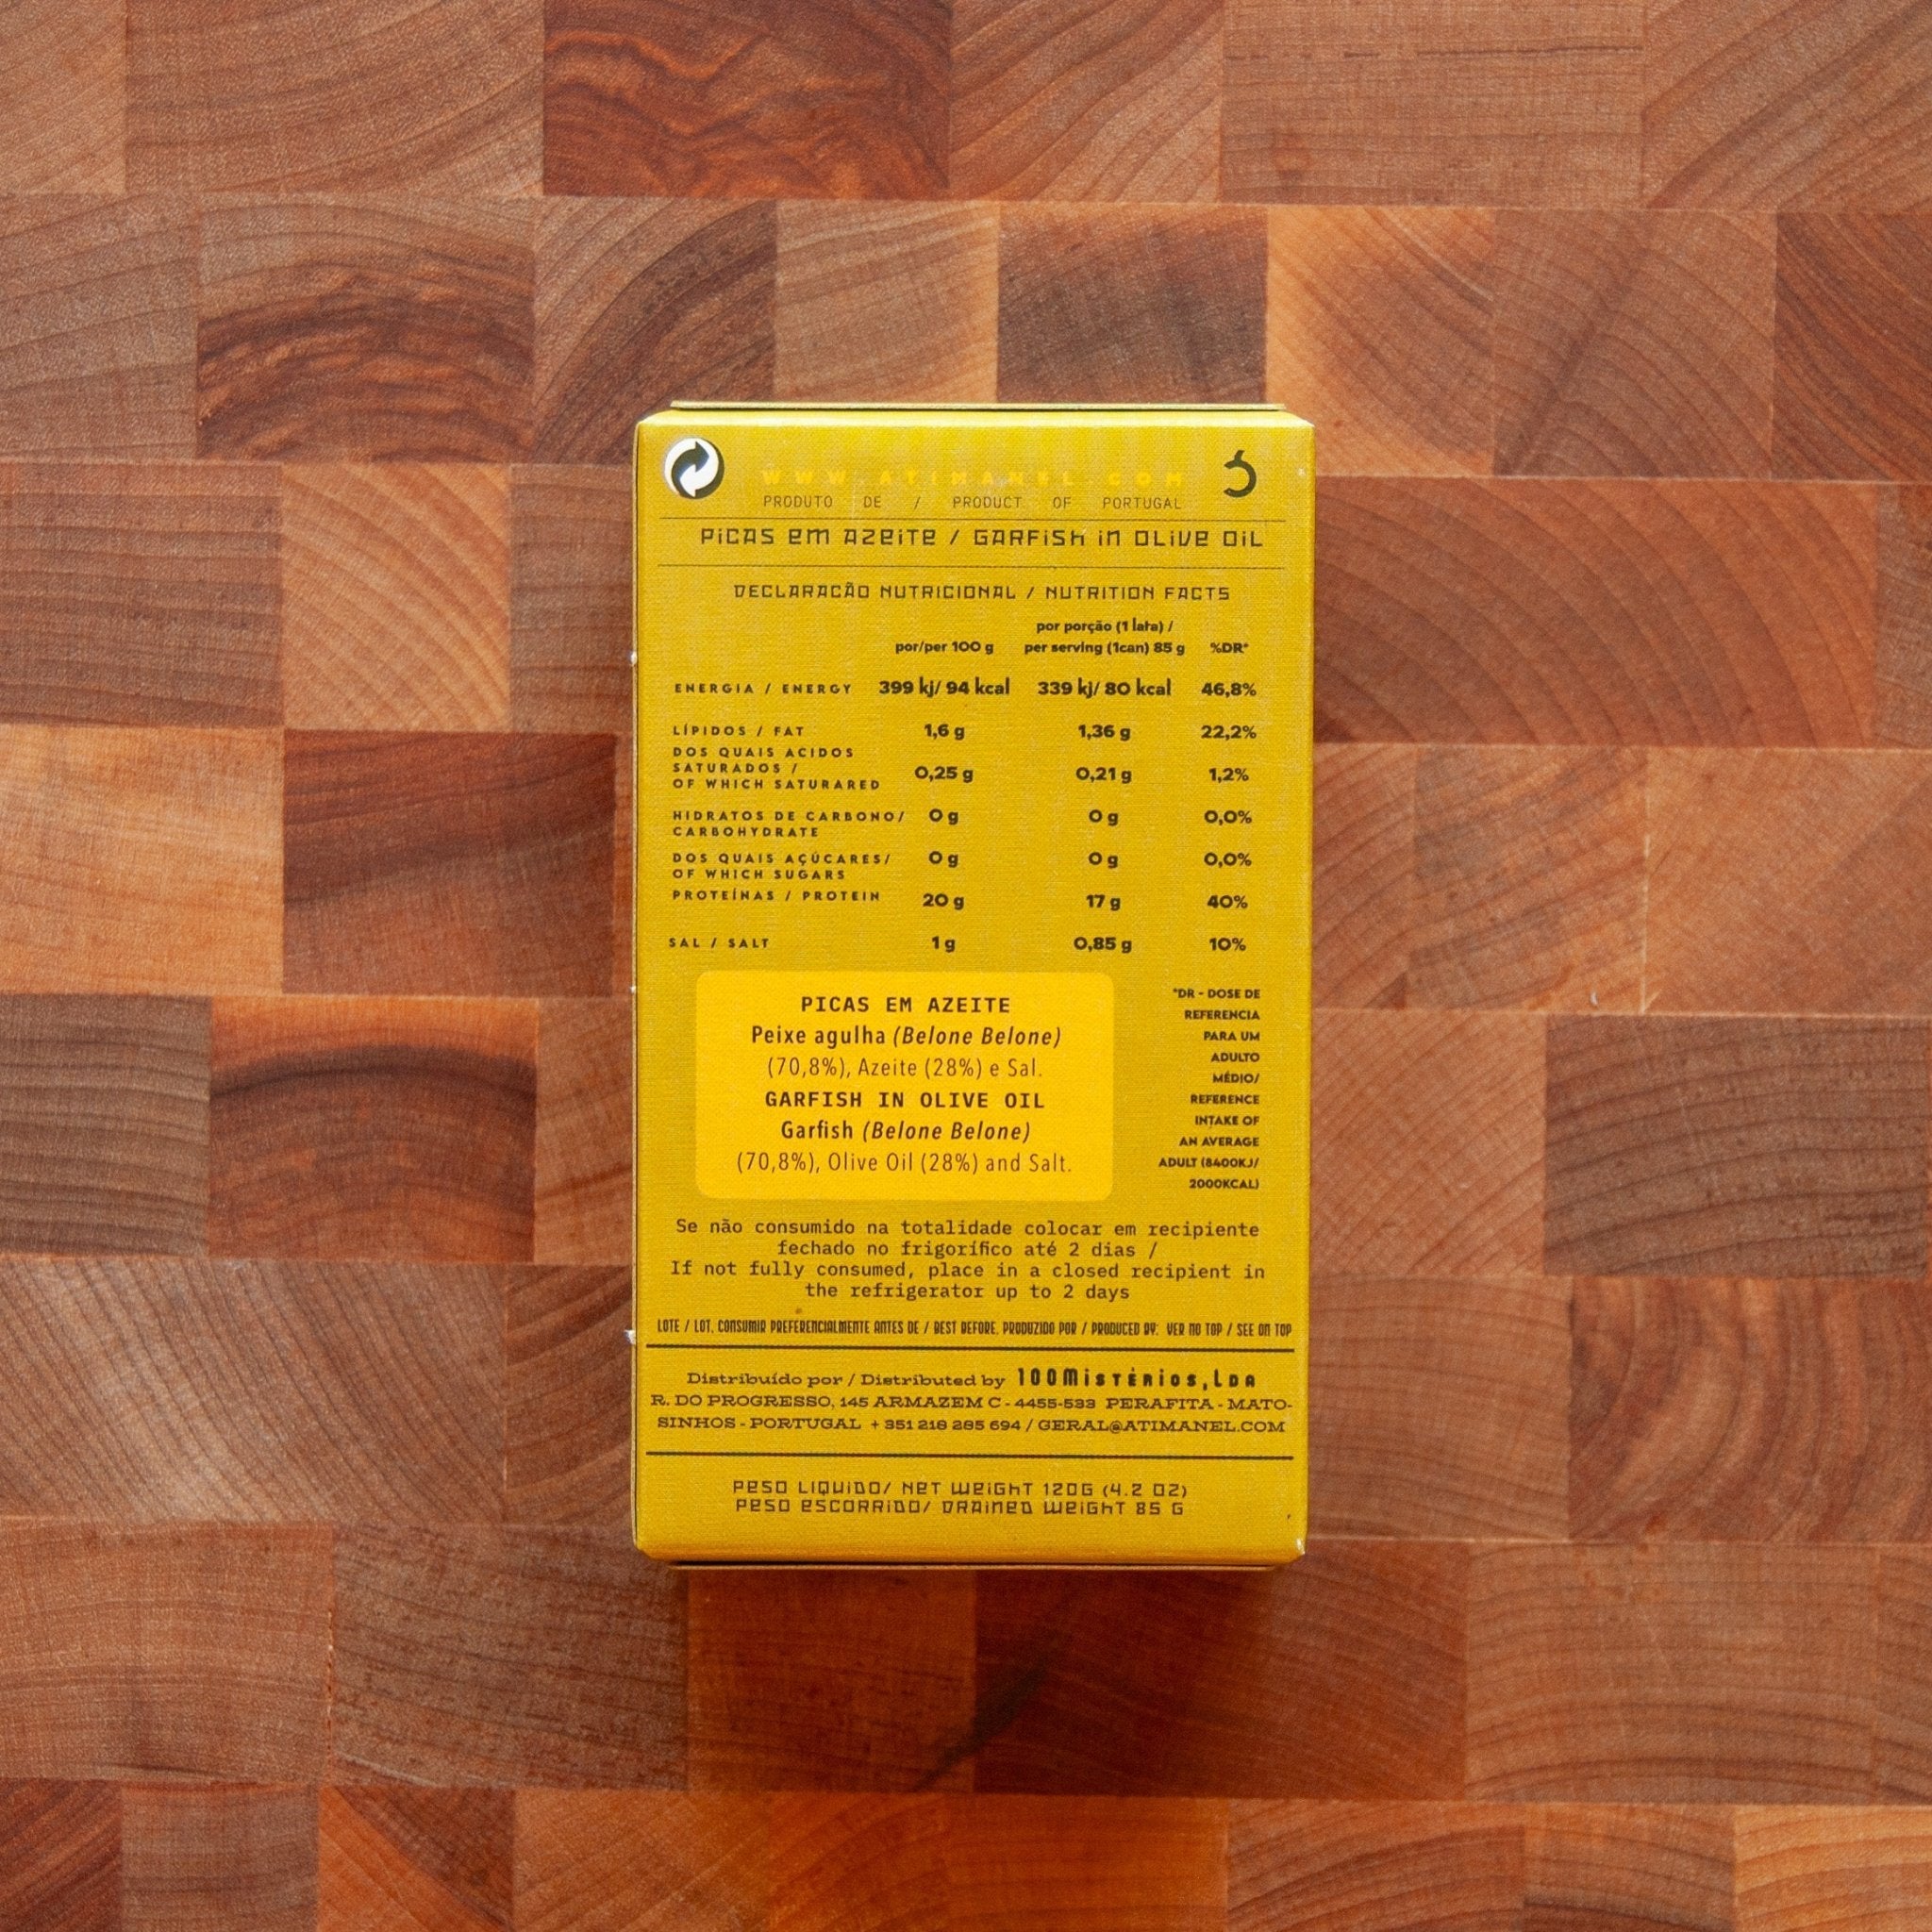 WWW.ATIMANEL.COM
PRODUTO DE / PRODUCT OF PORTUGAL
PICAS EM AZEITE / GARFISH IN OLIVE OIL
DECLARACÃO NUTRICIONAL / NUTRITION FACTS
por porção (1 lata) /
por/per 100 g per serving (1can) 85 g %DR*
ENERGIA / ENERGY 399 kj/ 94 kcal 339 kj/ 80 kcal 46,8%
LÍPIDOS / FAT 1,6 g 1,36 g 22,2%
DOS QUAIS ACIDOS
SATURADOS /
OF WHICH SATURARED 0,25 g 0,21 g 1,2%
HIDRATOS DE CARBONO/ 0 g 0 g 0,0%
CARBOHYDRATE
DOS QUAIS AÇÚCARES/ 0 g 0 g 0,0%
OF WHICH SUGARS
PROTEÍNAS / PROTEIN 20 g 17 g 40%
SAL / SALT 1 g 0,85 g 10%
PICAS EM AZEITE
Peixe agulha (Belone Belone)
(70,8%), Azeite (28%) e Sal.
GARFISH IN OLIVE OIL
Garfish (Belone Belone)
(70,8%), Olive Oil (28%) and Salt.
*DR - DOSE DE
REFERENCIA
PARA UM
ADULTO
MÉDIO/
REFERENCE
INTAKE OF
AN AVERAGE
ADULT (8400KJ/
2000KCAL)
Se não consumido na totalidade colocar em recipiente
fechado no frigorífico até 2 dias /
If not fully consumed, place in a closed recipient in
the refrigerator up to 2 days
LOTE / LOT, CONSUMIR PREFERENCIALMENTE ANTES DE / BEST BEFORE, PRODUZIDO POR / PRODUCED BY: VER NO TOP / SEE ON TOP
Distribuído por / Distributed by 100Mistérios, Lda
R. DO PROGRESSO, 145 ARMAZEM C - 4455-533 PERAFITA - MATO-
SINHOS - PORTUGAL + 351 218 285 694 / GERAL@ATIMANEL.COM
PESO LIQUIDO/ NET WEIGHT 120G (4.2 OZ)
PESO ESCORRIDO/ DRAINED WEIGHT 85 G